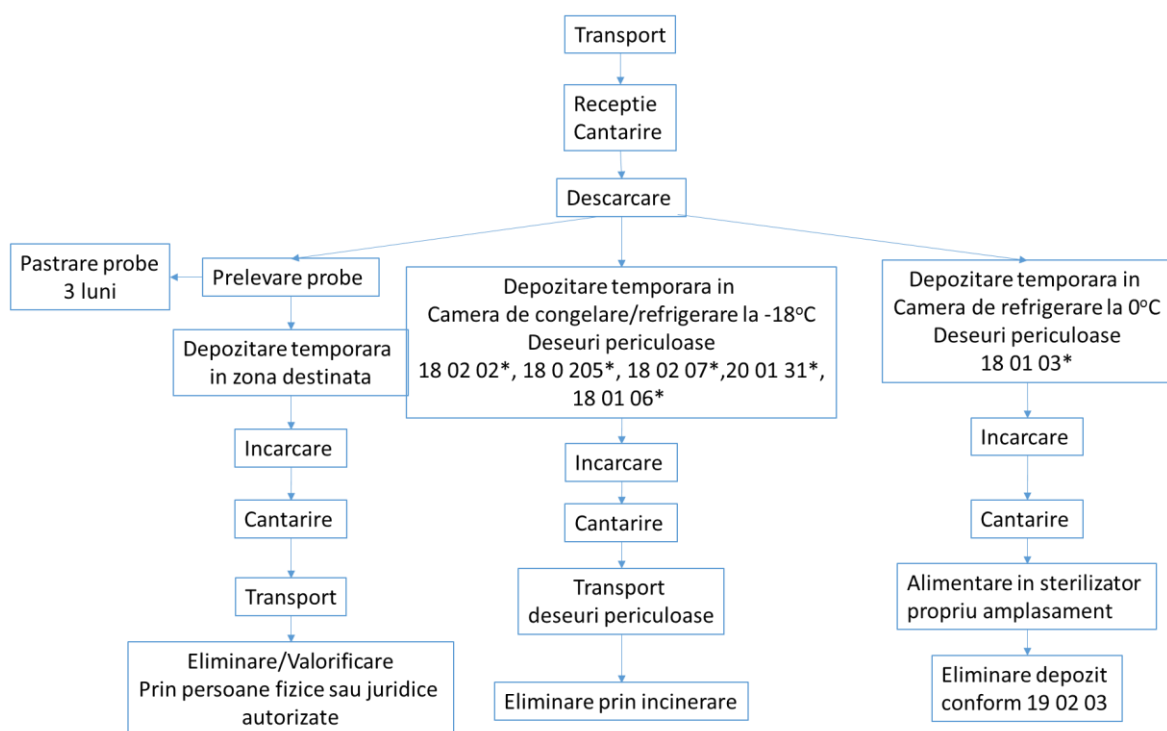 Transport
Receptie
Cantarire
Descarcare
Pastrare probe
3 luni
Prelevare probe
Depozitare temporara
in zona destinata
Incarcare
Cantarire
Transport
Eliminare/Valorificare
Prin persoane fizice sau juridice
autorizate
Depozitare temporara in
Camera de congelare/refrigerare la -18°C
Deseuri periculoase
18 02 02*, 18 0 205*, 18 02 07*,20 01 31*,
18 01 06*
Incarcare
Cantarire
Transport
deseuri periculoase
Eliminare prin incinerare
Depozitare temporara in
Camera de refrigerare la 0°C
Deseuri periculoase
18 01 03*
Incarcare
Cantarire
Alimentare in sterilizator
propriu amplasament
Eliminare depozit
conform 19 02 03